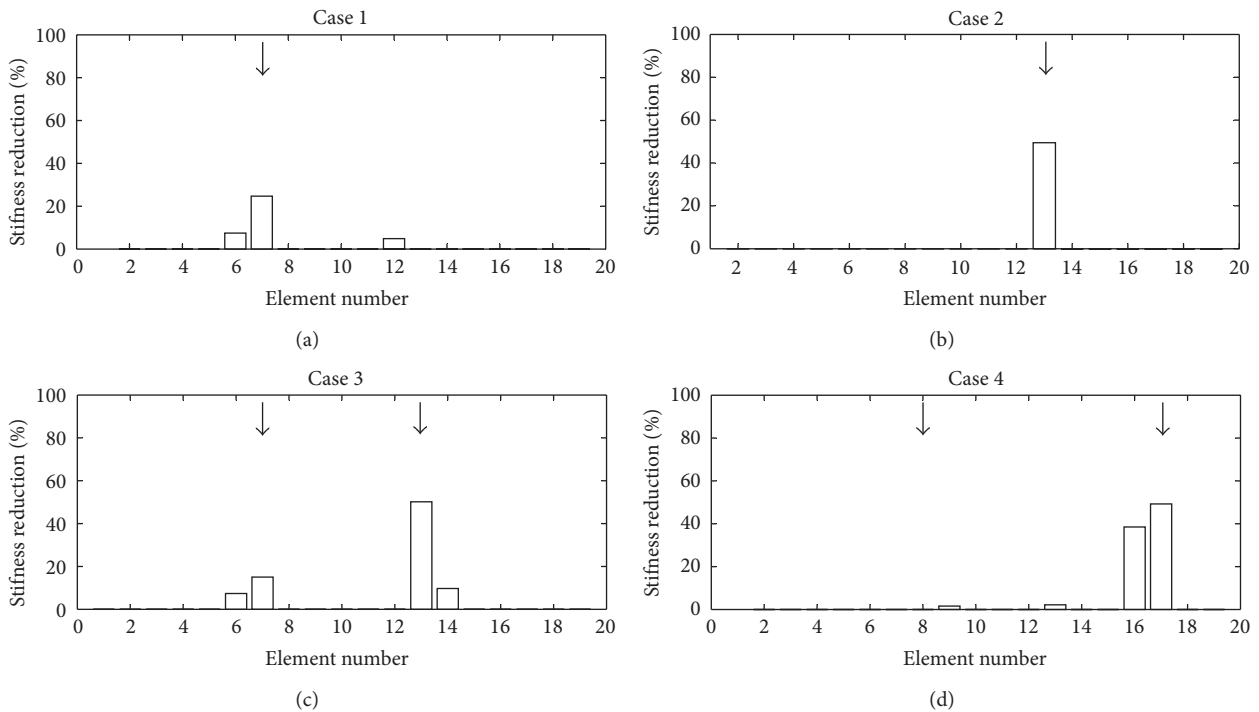 Case 1
Stifness reduction (%)
100
80
60
40
20
0
0 2 4 6 8 10 12 14 16 18 20
Element number
(a)
Case 2
Stifness reduction (%)
100
80
60
40
20
0
2 4 6 8 10 12 14 16 18 20
Element number
(b)
Case 3
Stifness reduction (%)
100
80
60
40
20
0
0 2 4 6 8 10 12 14 16 18 20
Element number
(c)
Case 4
Stifness reduction (%)
100
80
60
40
20
0
0 2 4 6 8 10 12 14 16 18 20
Element number
(d)